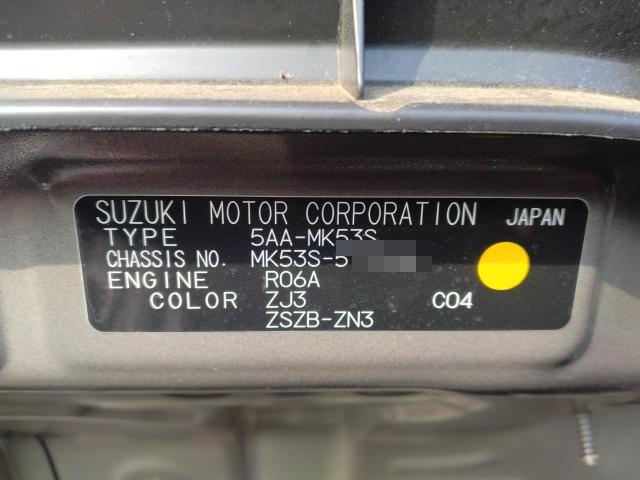 SUZUKI MOTOR CORPORATION JAPAN
TYPE 5AA-MK53S
CHASSIS NO. MK53S-5
ENGINE R06A
COLOR ZJ3 C04
ZSZB-ZN3